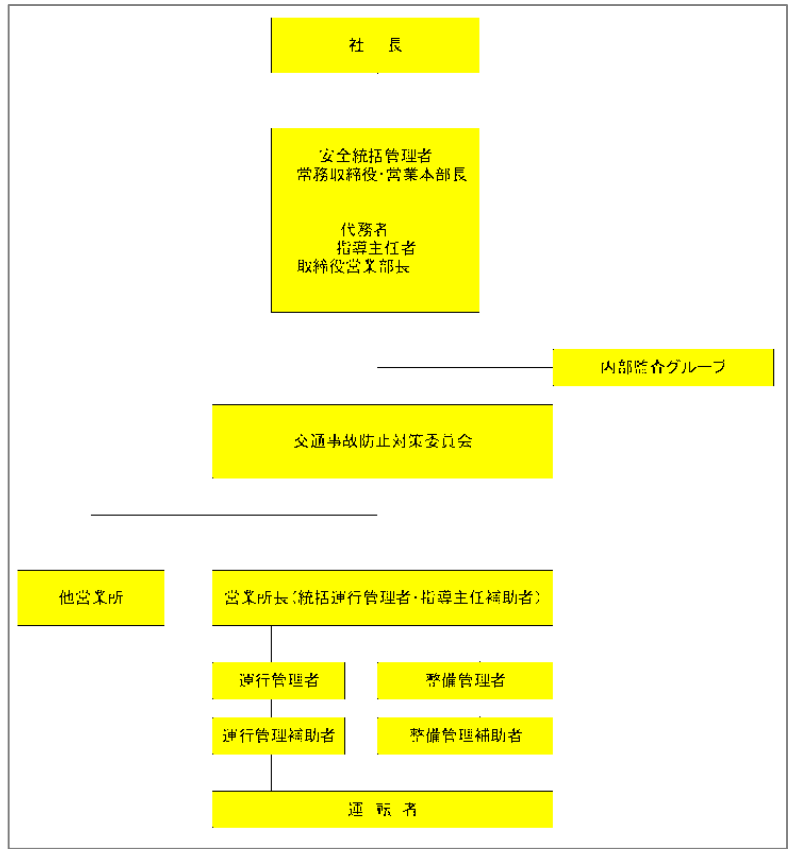 社　長
安全統括管理者
常務取締役・営業本部長
代務者
指導主任者
取締役営業部長
内部監査グループ
交通事故防止対策委員会
他営業所
営業所長（統括運行管理者・指導主任補助者）
運行管理者
整備管理者
運行管理補助者
整備管理補助者
運　転　者